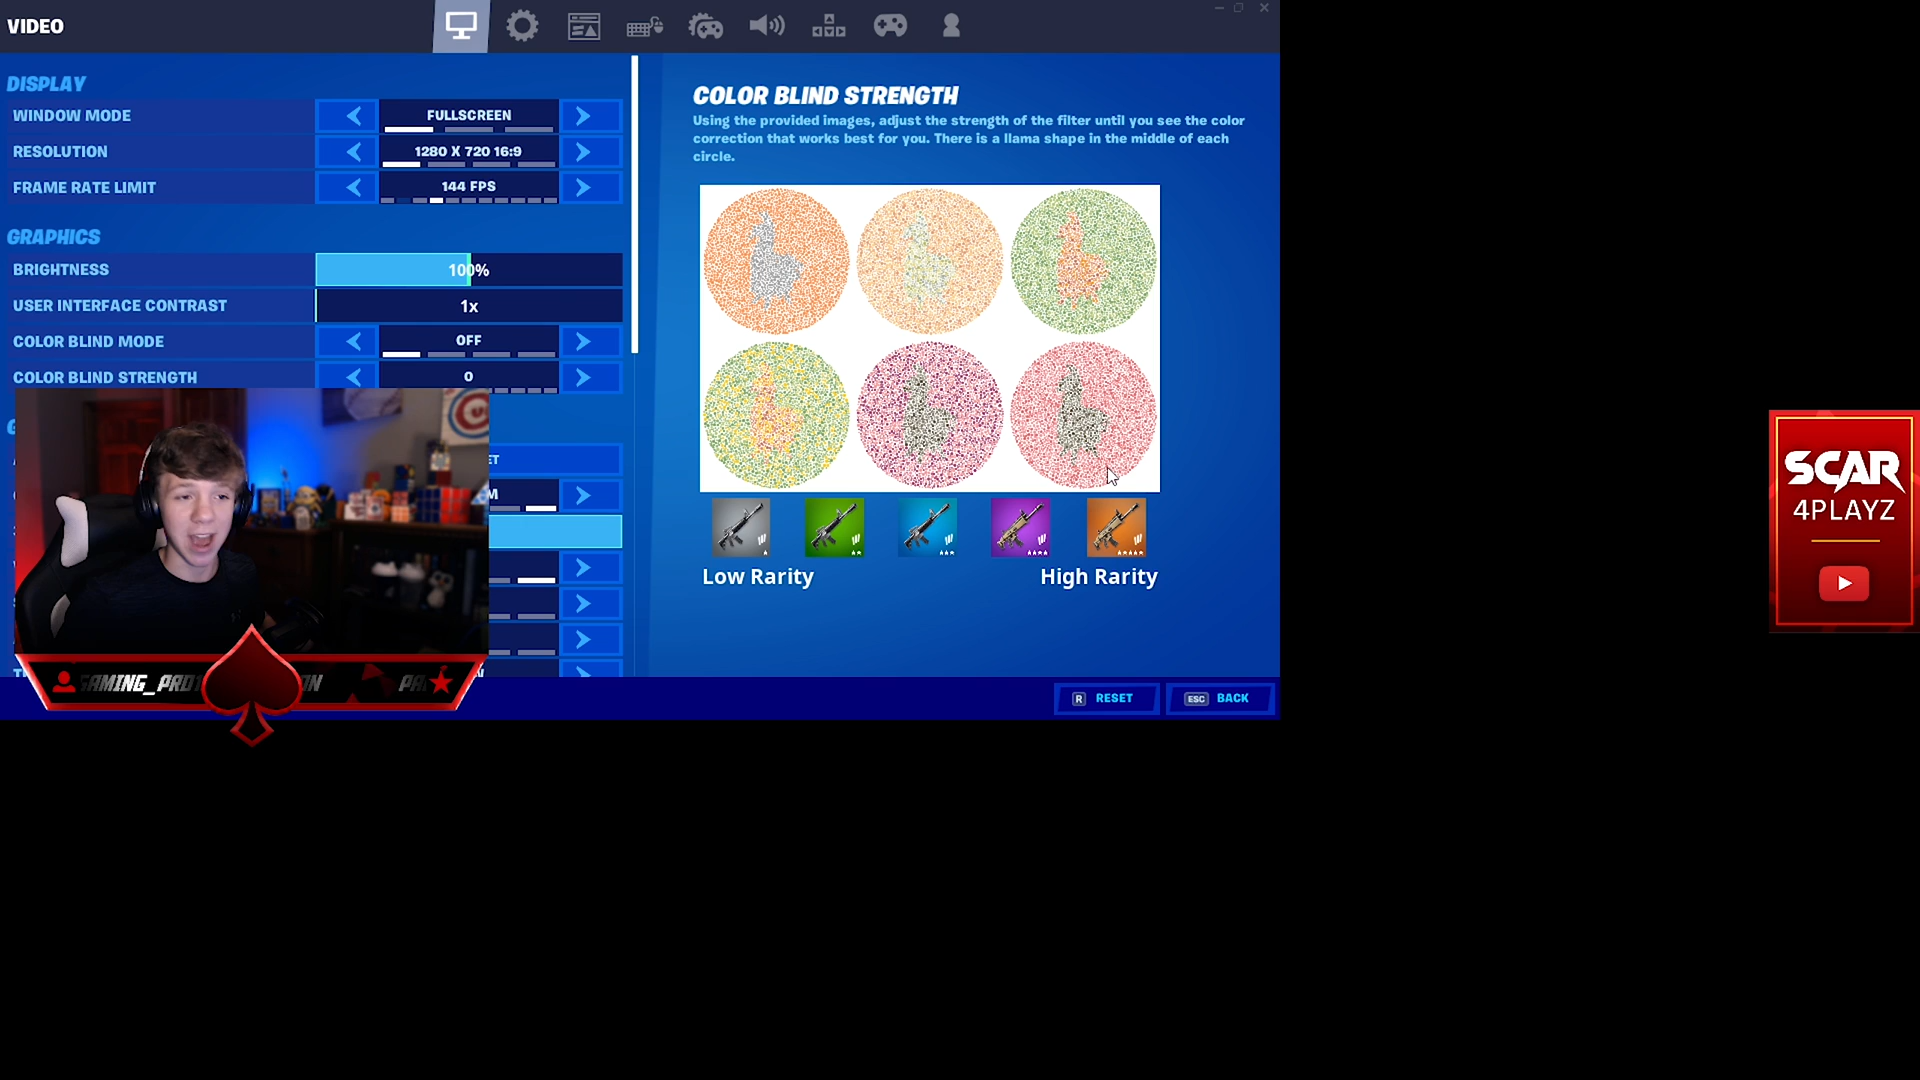 VIDEO
DISPLAY
WINDOW MODE
FULLSCREEN
RESOLUTION
1280 X 720 16:9
FRAME RATE LIMIT
144 FPS
GRAPHICS
BRIGHTNESS
100%
USER INTERFACE CONTRAST
1x
COLOR BLIND MODE
OFF
COLOR BLIND STRENGTH
0
COLOR BLIND STRENGTH
Using the provided images, adjust the strength of the filter until you see the color
correction that works best for you. There is a llama shape in the middle of each
circle.
Low Rarity
High Rarity
R RESET
ESC BACK
SCAR
4PLAYZ